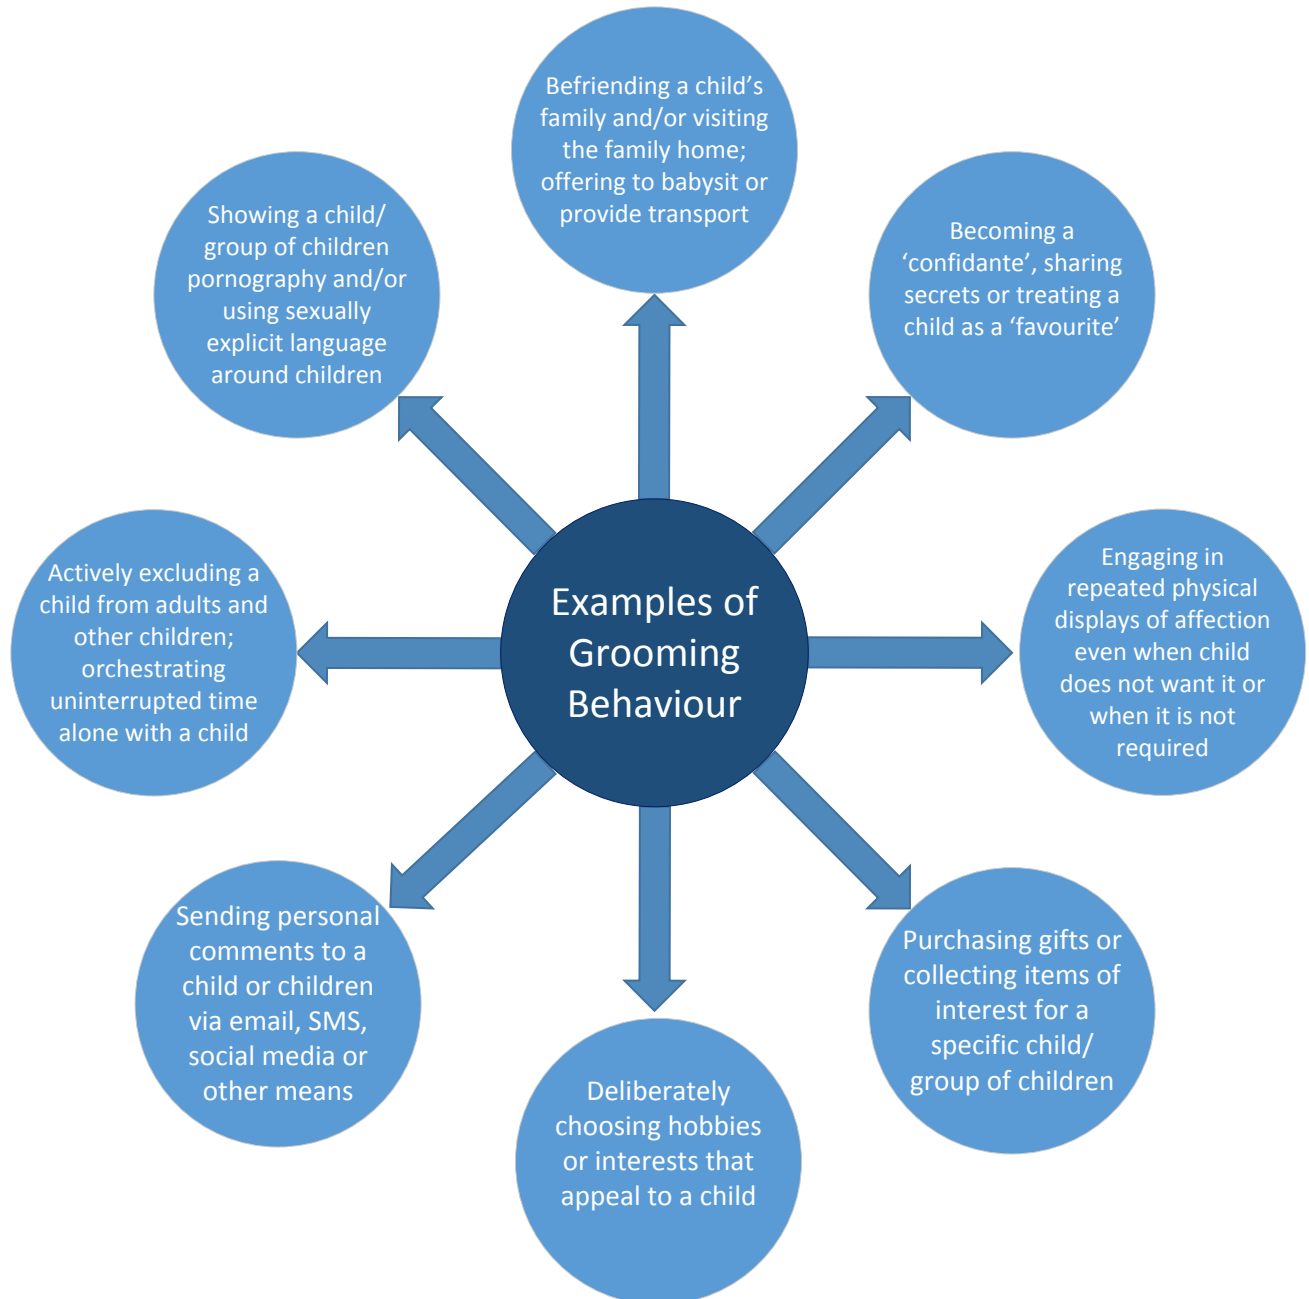 Befriending a child’s
family and/or visiting
the family home;
offering to babysit or
provide transport
Becoming a
‘confidante’, sharing
secrets or treating a
child as a ‘favourite’
Engaging in
repeated physical
displays of affection
even when child
does not want it or
when it is not
required
Purchasing gifts or
collecting items of
interest for a
specific child/
group of children
Deliberately
choosing hobbies
or interests that
appeal to a child
Sending personal
comments to a
child or children
via email, SMS,
social media or
other means
Actively excluding a
child from adults and
other children;
orchestrating
uninterrupted time
alone with a child
Showing a child/
group of children
pornography and/or
using sexually
explicit language
around children
Examples of
Grooming
Behaviour